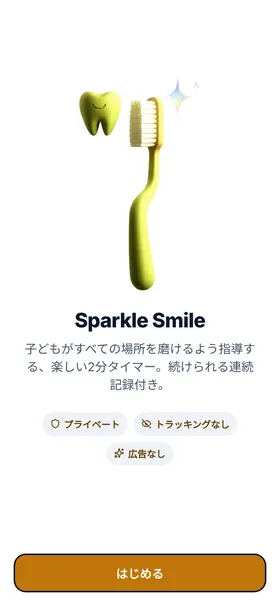 Sparkle Smile
子どもがすべての場所を磨けるよう指導す
る、楽しい2分タイマー。続けられる連続
記録付き。
プライベート
トラッキングなし
広告なし
はじめる